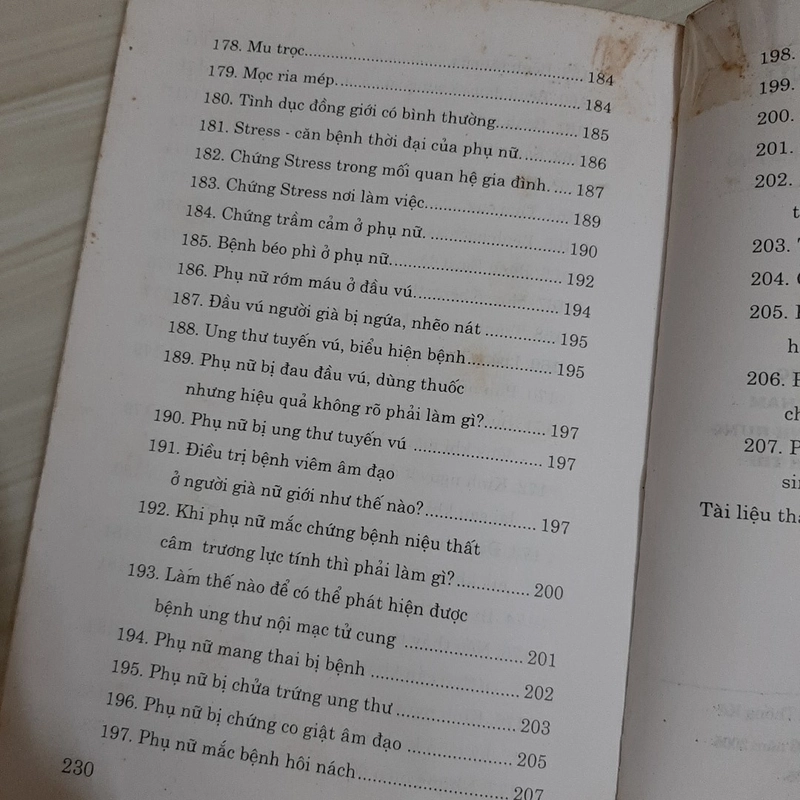 178. Mu trọc.................................................. 184
179. Mọc ria mép............................................. 184
180. Tình dục đồng giới có bình thường............... 185
181. Stress - căn bệnh thời đại của phụ nữ............. 186
182. Chứng Stress trong mối quan hệ gia đình..... 187
183. Chứng Stress nơi làm việc.......................... 189
184. Chứng trầm cảm ở phụ nữ. ........................ 190
185. Bệnh béo phì ở phụ nữ............................... 192
186. Phụ nữ rớm máu ở đầu vú.......................... 194
187. Đầu vú người già bị ngứa, nhẽo nát ............... 195
188. Ung thư tuyến vú, biểu hiện bệnh................. 195
189. Phụ nữ bị đau đầu vú, dùng thuốc
nhưng hiệu quả không rõ phải làm gì?............ 197
190. Phụ nữ bị ung thư tuyến vú ........................ 197
191. Điều trị bệnh viêm âm đạo
ở người già nữ giới như thế nào?.................... 197
192. Khi phụ nữ mắc chứng bệnh niệu thất
câm trương lực tính thì phải làm gì?............. 200
193. Làm thế nào để có thể phát hiện được
bệnh ung thư nội mạc tử cung ..................... 201
194. Phụ nữ mang thai bị bệnh .......................... 202
195. Phụ nữ bị chửa trứng ung thư...................... 203
196. Phụ nữ bị chứng co giật âm đạo .................... 205
197. Phụ nữ mắc bệnh hôi nách......................... 207
230
198.
199.
200.
201.
202.
203.
204.
205.
206.
207.
Tài liệu